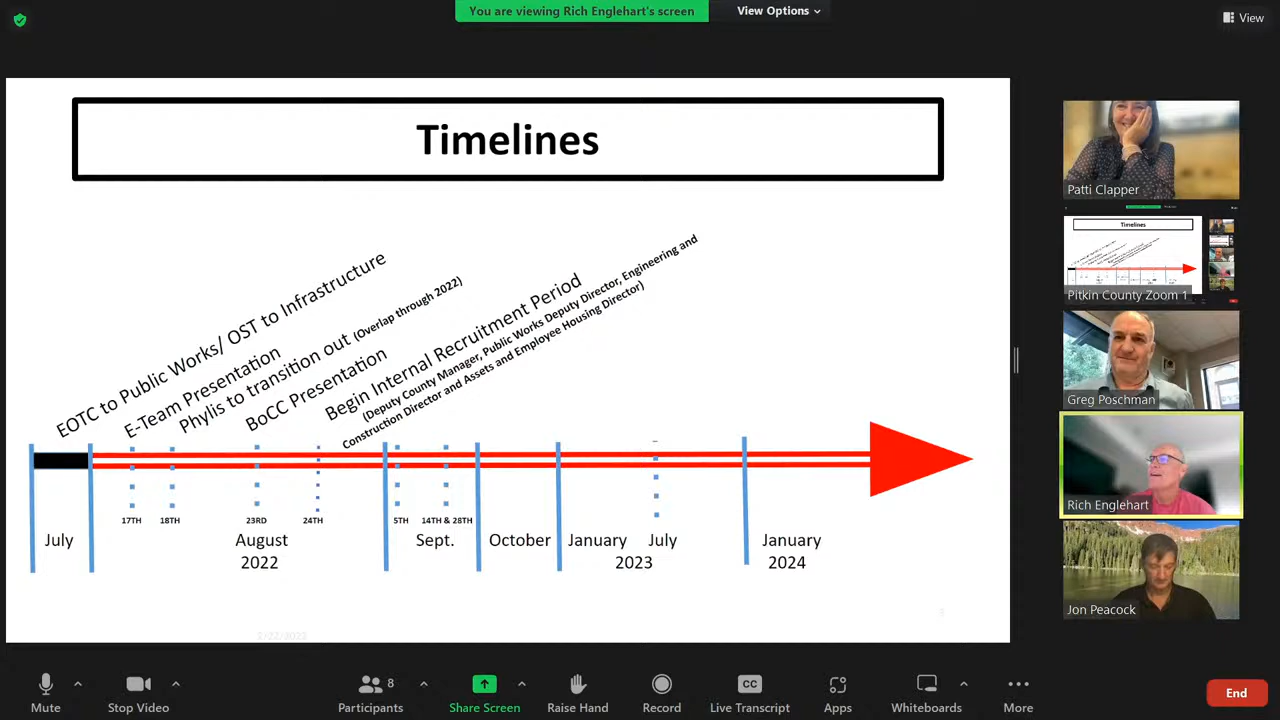 You are viewing Rich Englehart's screen
View Options
View
Timelines
EOTC to Public Works/ OST to Infrastructure
E-Team Presentation
Phylis to transition out (Overlap through 2022)
BoCC Presentation
Begin Internal Recruitment Period
(Deputy County Manager, Public Works Deputy Director, Engineering and
Construction Director and Assets and Employee Housing Director)
17TH 18TH 23RD 24TH 5TH 14TH & 28TH
July August Sept. October January July January
2022 2023 2024
2/22/2023
Patti Clapper
Timelines
Pitkin County Zoom 1
Greg Poschman
Rich Englehart
Jon Peacock
Mute
Stop Video
8
Participants
Share Screen
Raise Hand
Record
CC
Live Transcript
Apps
Whiteboards
More
End